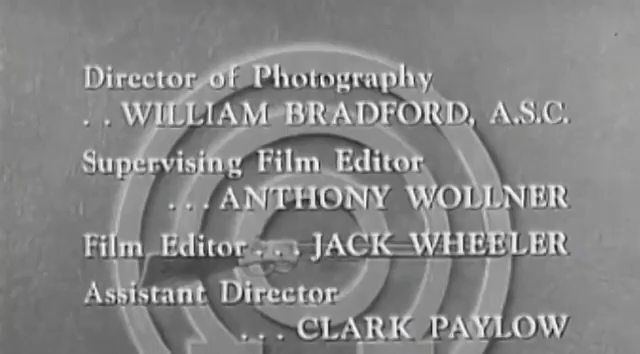 Director of Photography
. . WILLIAM BRADFORD, A.S.C.
Supervising Film Editor
. . . ANTHONY WOLLNER
Film Editor . . . JACK WHEELER
Assistant Director
. . . CLARK PAYLOW